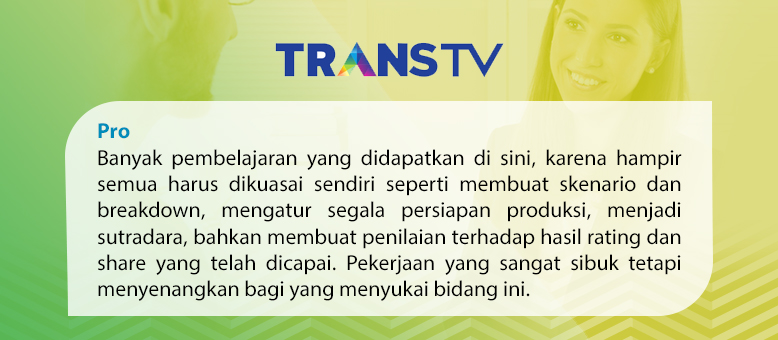 TRANSTV
Pro
Banyak pembelajaran yang didapatkan di sini, karena hampir
semua harus dikuasai sendiri seperti membuat skenario dan
breakdown, mengatur segala persiapan produksi, menjadi
sutradara, bahkan membuat penilaian terhadap hasil rating dan
share yang telah dicapai. Pekerjaan yang sangat sibuk tetapi
menyenangkan bagi yang menyukai bidang ini.